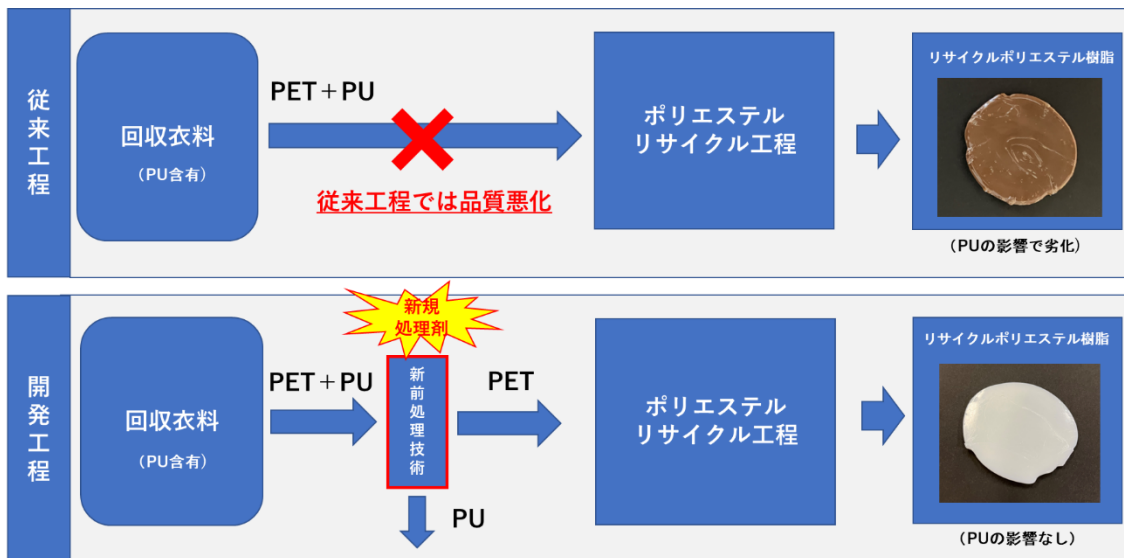 従来工程
回収衣料
（PU含有）
PET＋PU
従来工程では品質悪化
ポリエステル
リサイクル工程
リサイクルポリエステル樹脂
（PUの影響で劣化）
開発工程
回収衣料
（PU含有）
PET＋PU
新規
処理剤
新前処理技術
PU
PET
ポリエステル
リサイクル工程
リサイクルポリエステル樹脂
（PUの影響なし）